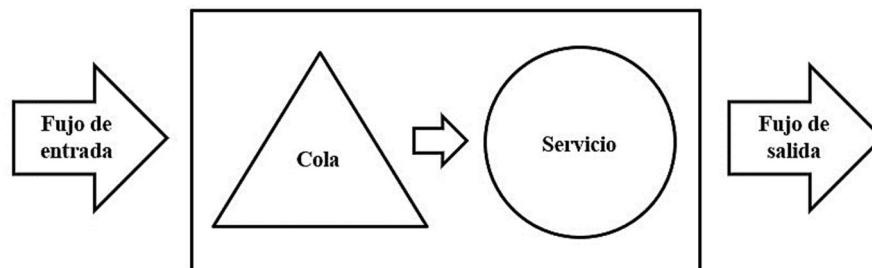 Fujo de
entrada
Cola
Servicio
Fujo de
salida